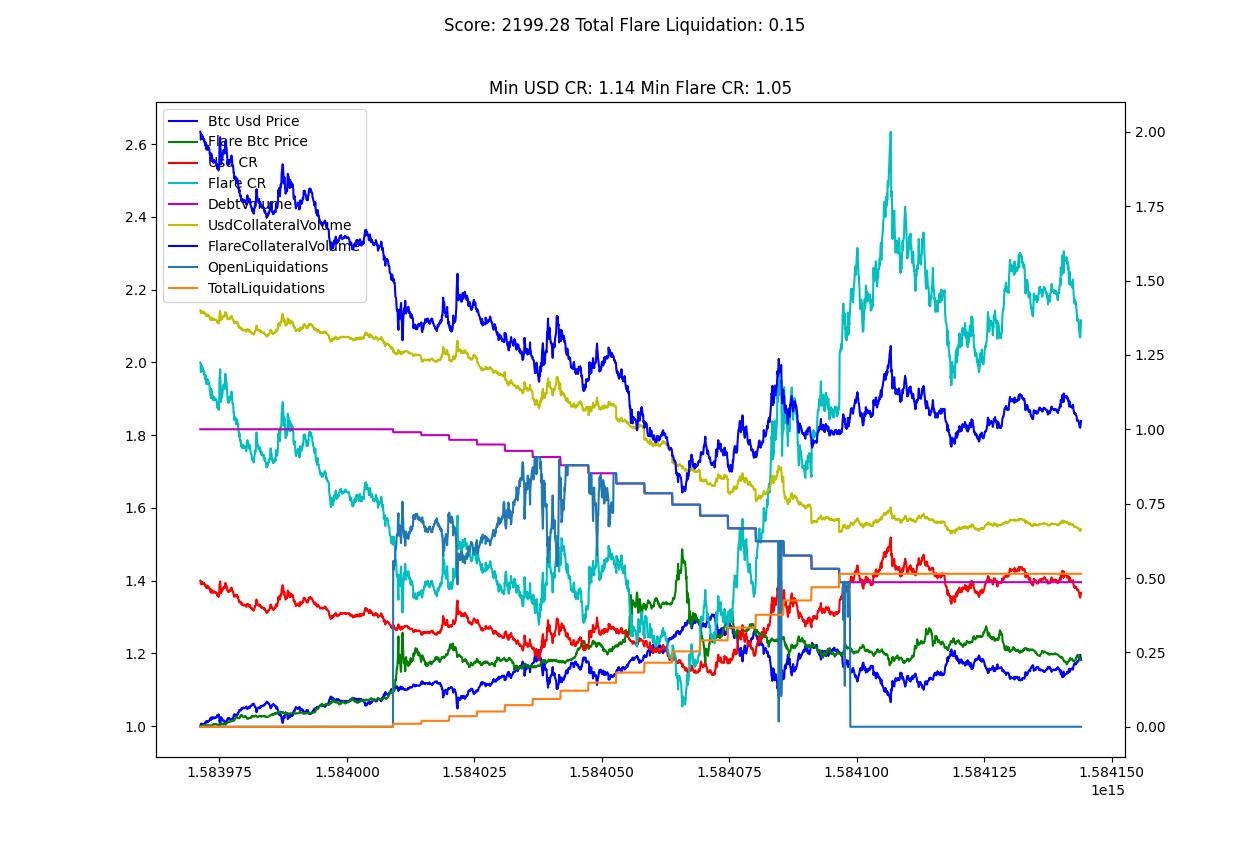 Score: 2199.28 Total Flare Liquidation: 0.15
Min USD CR: 1.14 Min Flare CR: 1.05
Btc Usd Price
Flare Btc Price
Usd CR
Flare CR
DebtVolume
UsdCollateralVolume
FlareCollateralVolume
OpenLiquidations
TotalLiquidations
2.6
2.4
2.2
2.0
1.8
1.6
1.4
1.2
1.0
2.00
1.75
1.50
1.25
1.00
0.75
0.50
0.25
0.00
1.583975 1.584000 1.584025 1.584050 1.584075 1.584100 1.584125 1.584150
1e15